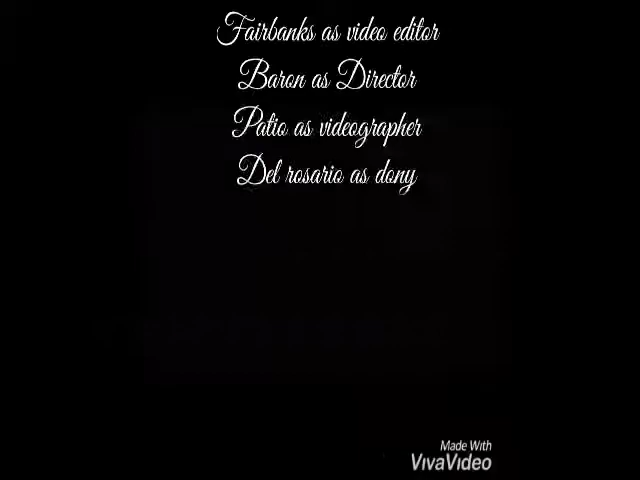 Fairbanks as video editor
Baron as Director
Patio as videographer
Del rosario as dony
Made With
VivaVideo